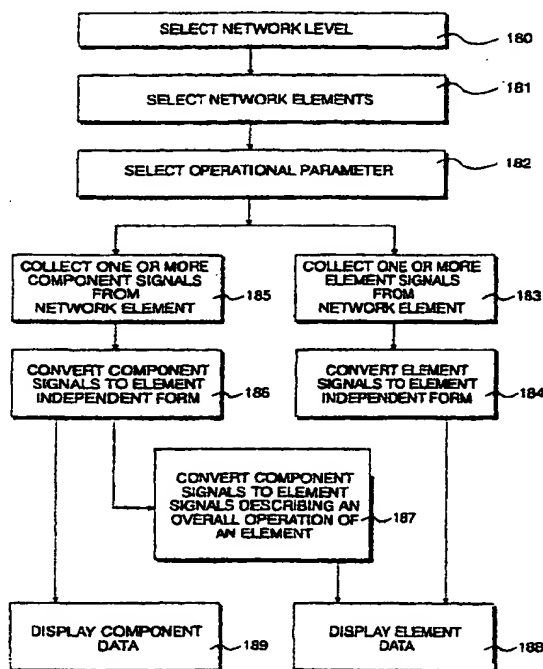 SELECT NETWORK LEVEL
180
SELECT NETWORK ELEMENTS
181
SELECT OPERATIONAL PARAMETER
182
COLLECT ONE OR MORE
COMPONENT SIGNALS
FROM
NETWORK ELEMENT
185
COLLECT ONE OR MORE
ELEMENT SIGNALS
FROM
NETWORK ELEMENT
183
CONVERT COMPONENT
SIGNALS TO ELEMENT
INDEPENDENT FORM
186
CONVERT ELEMENT
SIGNALS TO ELEMENT
INDEPENDENT FORM
184
CONVERT COMPONENT
SIGNALS TO ELEMENT
SIGNALS DESCRIBING AN
OVERALL OPERATION OF
AN ELEMENT
187
DISPLAY COMPONENT
DATA
189
DISPLAY ELEMENT
DATA
188